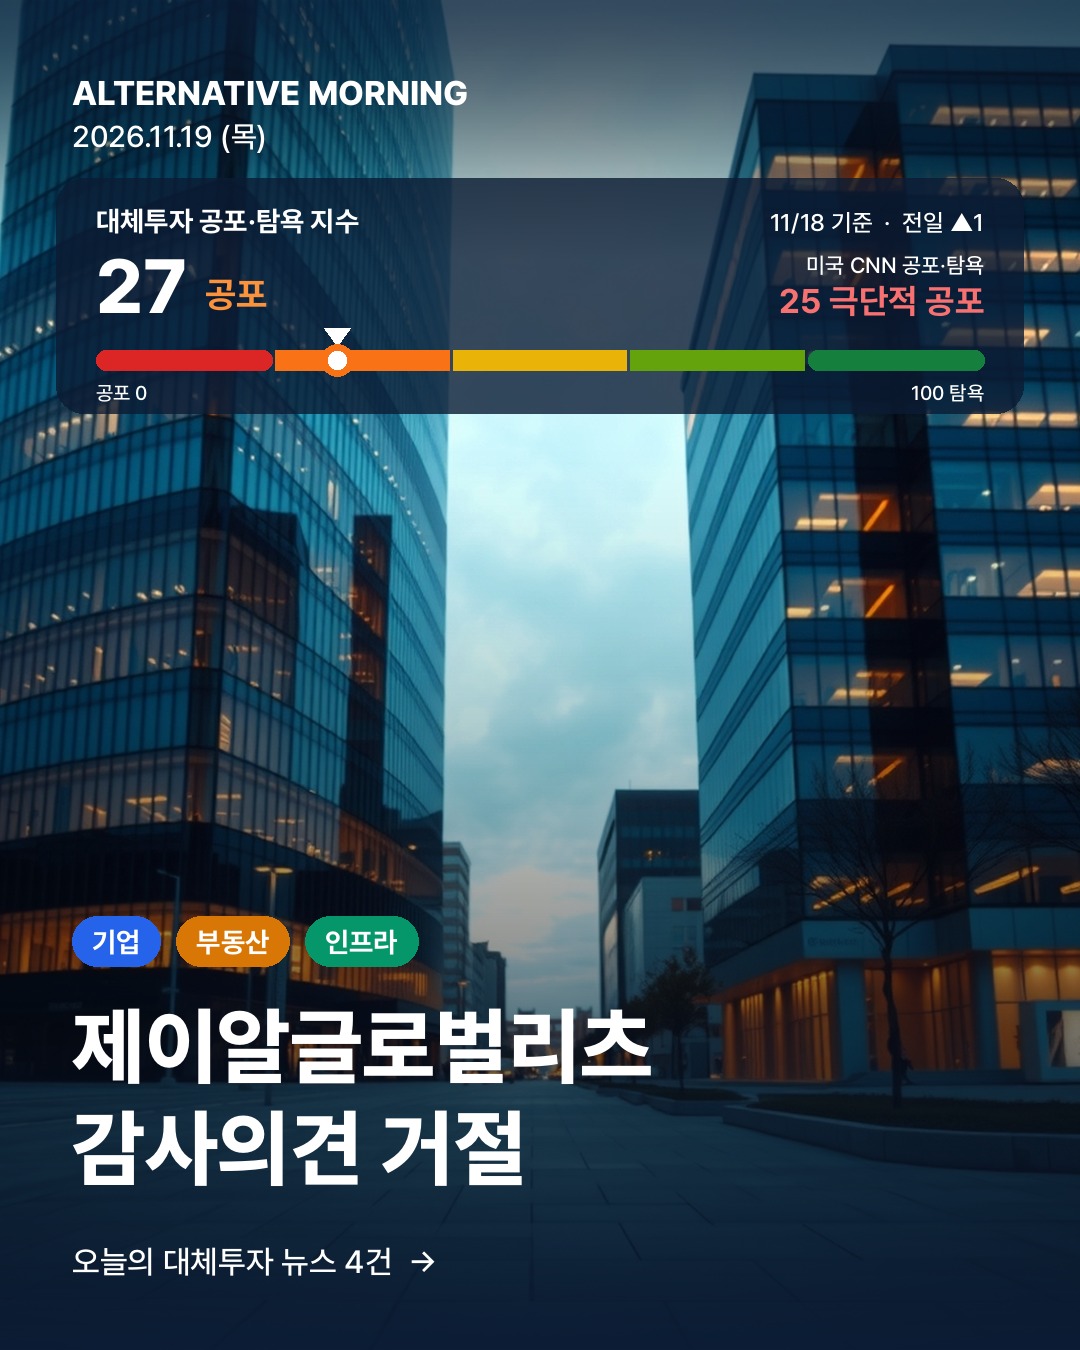 ALTERNATIVE MORNING
2026.11.19 (목)
대체투자 공포·탐욕 지수
11/18 기준 · 전일 ▲1
27 공포
미국 CNN 공포·탐욕
25 극단적 공포
공포 0
100 탐욕
기업 부동산 인프라
제이알글로벌리츠
감사의견 거절
오늘의 대체투자 뉴스 4건 →